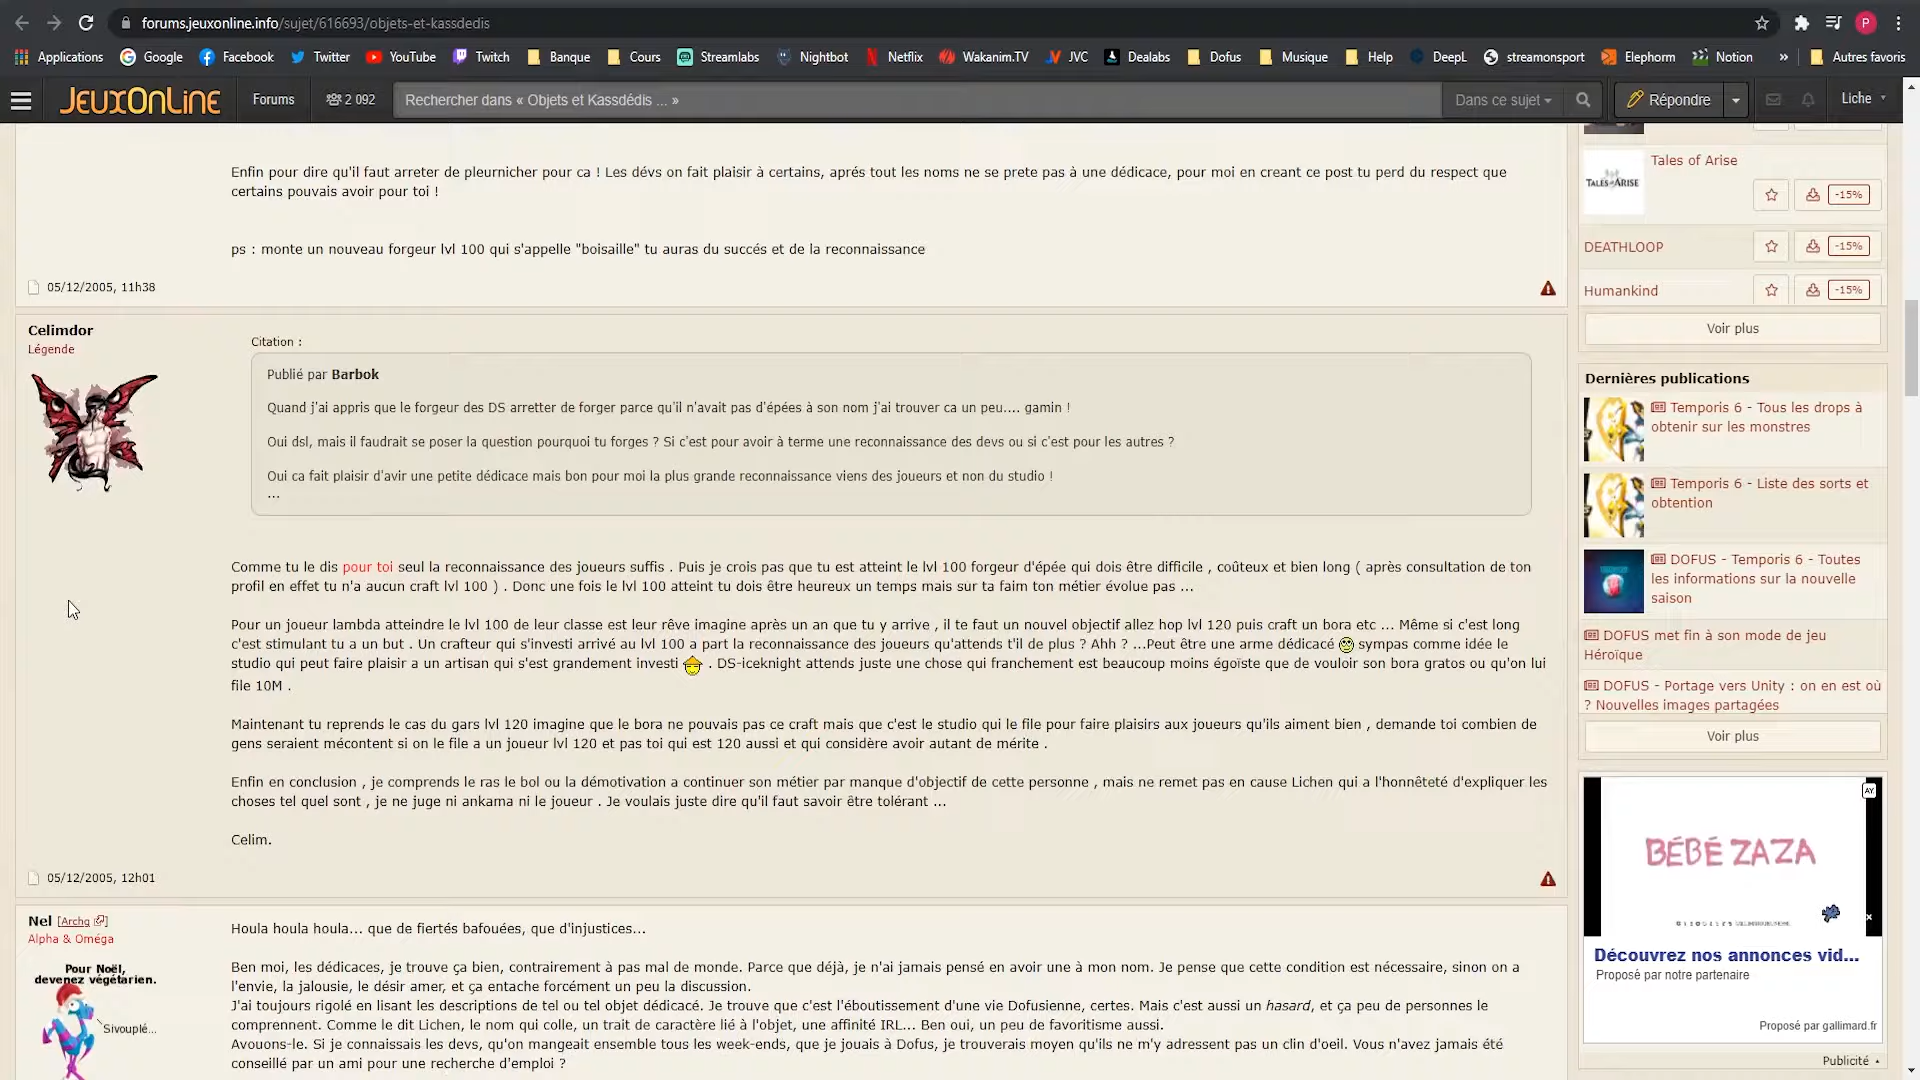 forums.jeuxonline.info/sujet/616693/objets-et-kassdedis
P
Applications Google Facebook Twitter YouTube Twitch Banque Cours Streamlabs Nightbot Netflix Wakanim.TV JVC Dealabs Dofus Musique Help DeepL streamonsport Elephorm Notion » Autres favoris
JEUXONLINE Forums 2 092 Rechercher dans « Objets et Kassdédis ... » Dans ce sujet Répondre Liche
Enfin pour dire qu'il faut arreter de pleurnicher pour ca ! Les dévs on fait plaisir à certains, aprés tout les noms ne se prete pas à une dédicace, pour moi en creant ce post tu perd du respect que
certains pouvais avoir pour toi !
ps : monte un nouveau forgeur lvl 100 qui s'appelle "boisaille" tu auras du succés et de la reconnaissance
05/12/2005, 11h38
Celimdor
Légende
Citation :
Publié par Barbok
Quand j'ai appris que le forgeur des DS arretter de forger parce qu'il n'avait pas d'épées à son nom j'ai trouver ca un peu.... gamin !
Oui dsl, mais il faudrait se poser la question pourquoi tu forges ? Si c'est pour avoir à terme une reconnaissance des devs ou si c'est pour les autres ?
Oui ca fait plaisir d'avir une petite dédicace mais bon pour moi la plus grande reconnaissance viens des joueurs et non du studio !
...
Comme tu le dis pour toi seul la reconnaissance des joueurs suffis . Puis je crois pas que tu est atteint le lvl 100 forgeur d'épée qui dois être difficile , coûteux et bien long ( après consultation de ton
profil en effet tu n'a aucun craft lvl 100 ) . Donc une fois le lvl 100 atteint tu dois être heureux un temps mais sur ta faim ton métier évolue pas ...
Pour un joueur lambda atteindre le lvl 100 de leur classe est leur rêve imagine après un an que tu y arrive , il te faut un nouvel objectif allez hop lvl 120 puis craft un bora etc ... Même si c'est long
c'est stimulant tu a un but . Un crafteur qui s'investi arrivé au lvl 100 a part la reconnaissance des joueurs qu'attends t'il de plus ? Ahh ? ...Peut être une arme dédicacé sympas comme idée le
studio qui peut faire plaisir a un artisan qui s'est grandement investi . DS-iceknight attends juste une chose qui franchement est beaucoup moins égoïste que de vouloir son bora gratos ou qu'on lui
file 10M .
Maintenant tu reprends le cas du gars lvl 120 imagine que le bora ne pouvais pas ce craft mais que c'est le studio qui le file pour faire plaisirs aux joueurs qu'ils aiment bien , demande toi combien de
gens seraient mécontent si on le file a un joueur lvl 120 et pas toi qui est 120 aussi et qui considère avoir autant de mérite .
Enfin en conclusion , je comprends le ras le bol ou la démotivation a continuer son métier par manque d'objectif de cette personne , mais ne remet pas en cause Lichen qui a l'honnêteté d'expliquer les
choses tel quel sont , je ne juge ni ankama ni le joueur . Je voulais juste dire qu'il faut savoir être tolérant ...
Celim.
05/12/2005, 12h01
Nel [Archg]
Alpha & Oméga
Pour Noël,
devenez végétarien.
Sivouplé...
Houla houla houla... que de fiertés bafouées, que d'injustices...
Ben moi, les dédicaces, je trouve ça bien, contrairement à pas mal de monde. Parce que déjà, je n'ai jamais pensé en avoir une à mon nom. Je pense que cette condition est nécessaire, sinon on a
l'envie, la jalousie, le désir amer, et ça entache forcément un peu la discussion.
J'ai toujours rigolé en lisant les descriptions de tel ou tel objet dédicacé. Je trouve que c'est l'éboutissement d'une vie Dofusienne, certes. Mais c'est aussi un hasard, et ça peu de personnes le
comprennent. Comme le dit Lichen, le nom qui colle, un trait de caractère lié à l'objet, une affinité IRL... Ben oui, un peu de favoritisme aussi.
Avouons-le. Si je connaissais les devs, qu'on mangeait ensemble tous les week-ends, que je jouais à Dofus, je trouverais moyen qu'ils ne m'y adressent pas un clin d'oeil. Vous n'avez jamais été
conseillé par un ami pour une recherche d'emploi ?
TALES of ARISE
Tales of Arise
-15%
DEATHLOOP -15%
Humankind -15%
Voir plus
Dernières publications
Temporis 6 - Tous les drops à
obtenir sur les monstres
Temporis 6 - Liste des sorts et
obtention
DOFUS - Temporis 6 - Toutes
les informations sur la nouvelle
saison
DOFUS met fin à son mode de jeu
Héroïque
DOFUS - Portage vers Unity : on en est où
? Nouvelles images partagées
Voir plus
AY
BÉBÉ ZAZA
Découvrez nos annonces vid...
Proposé par notre partenaire
Proposé par gallimard.fr
Publicité